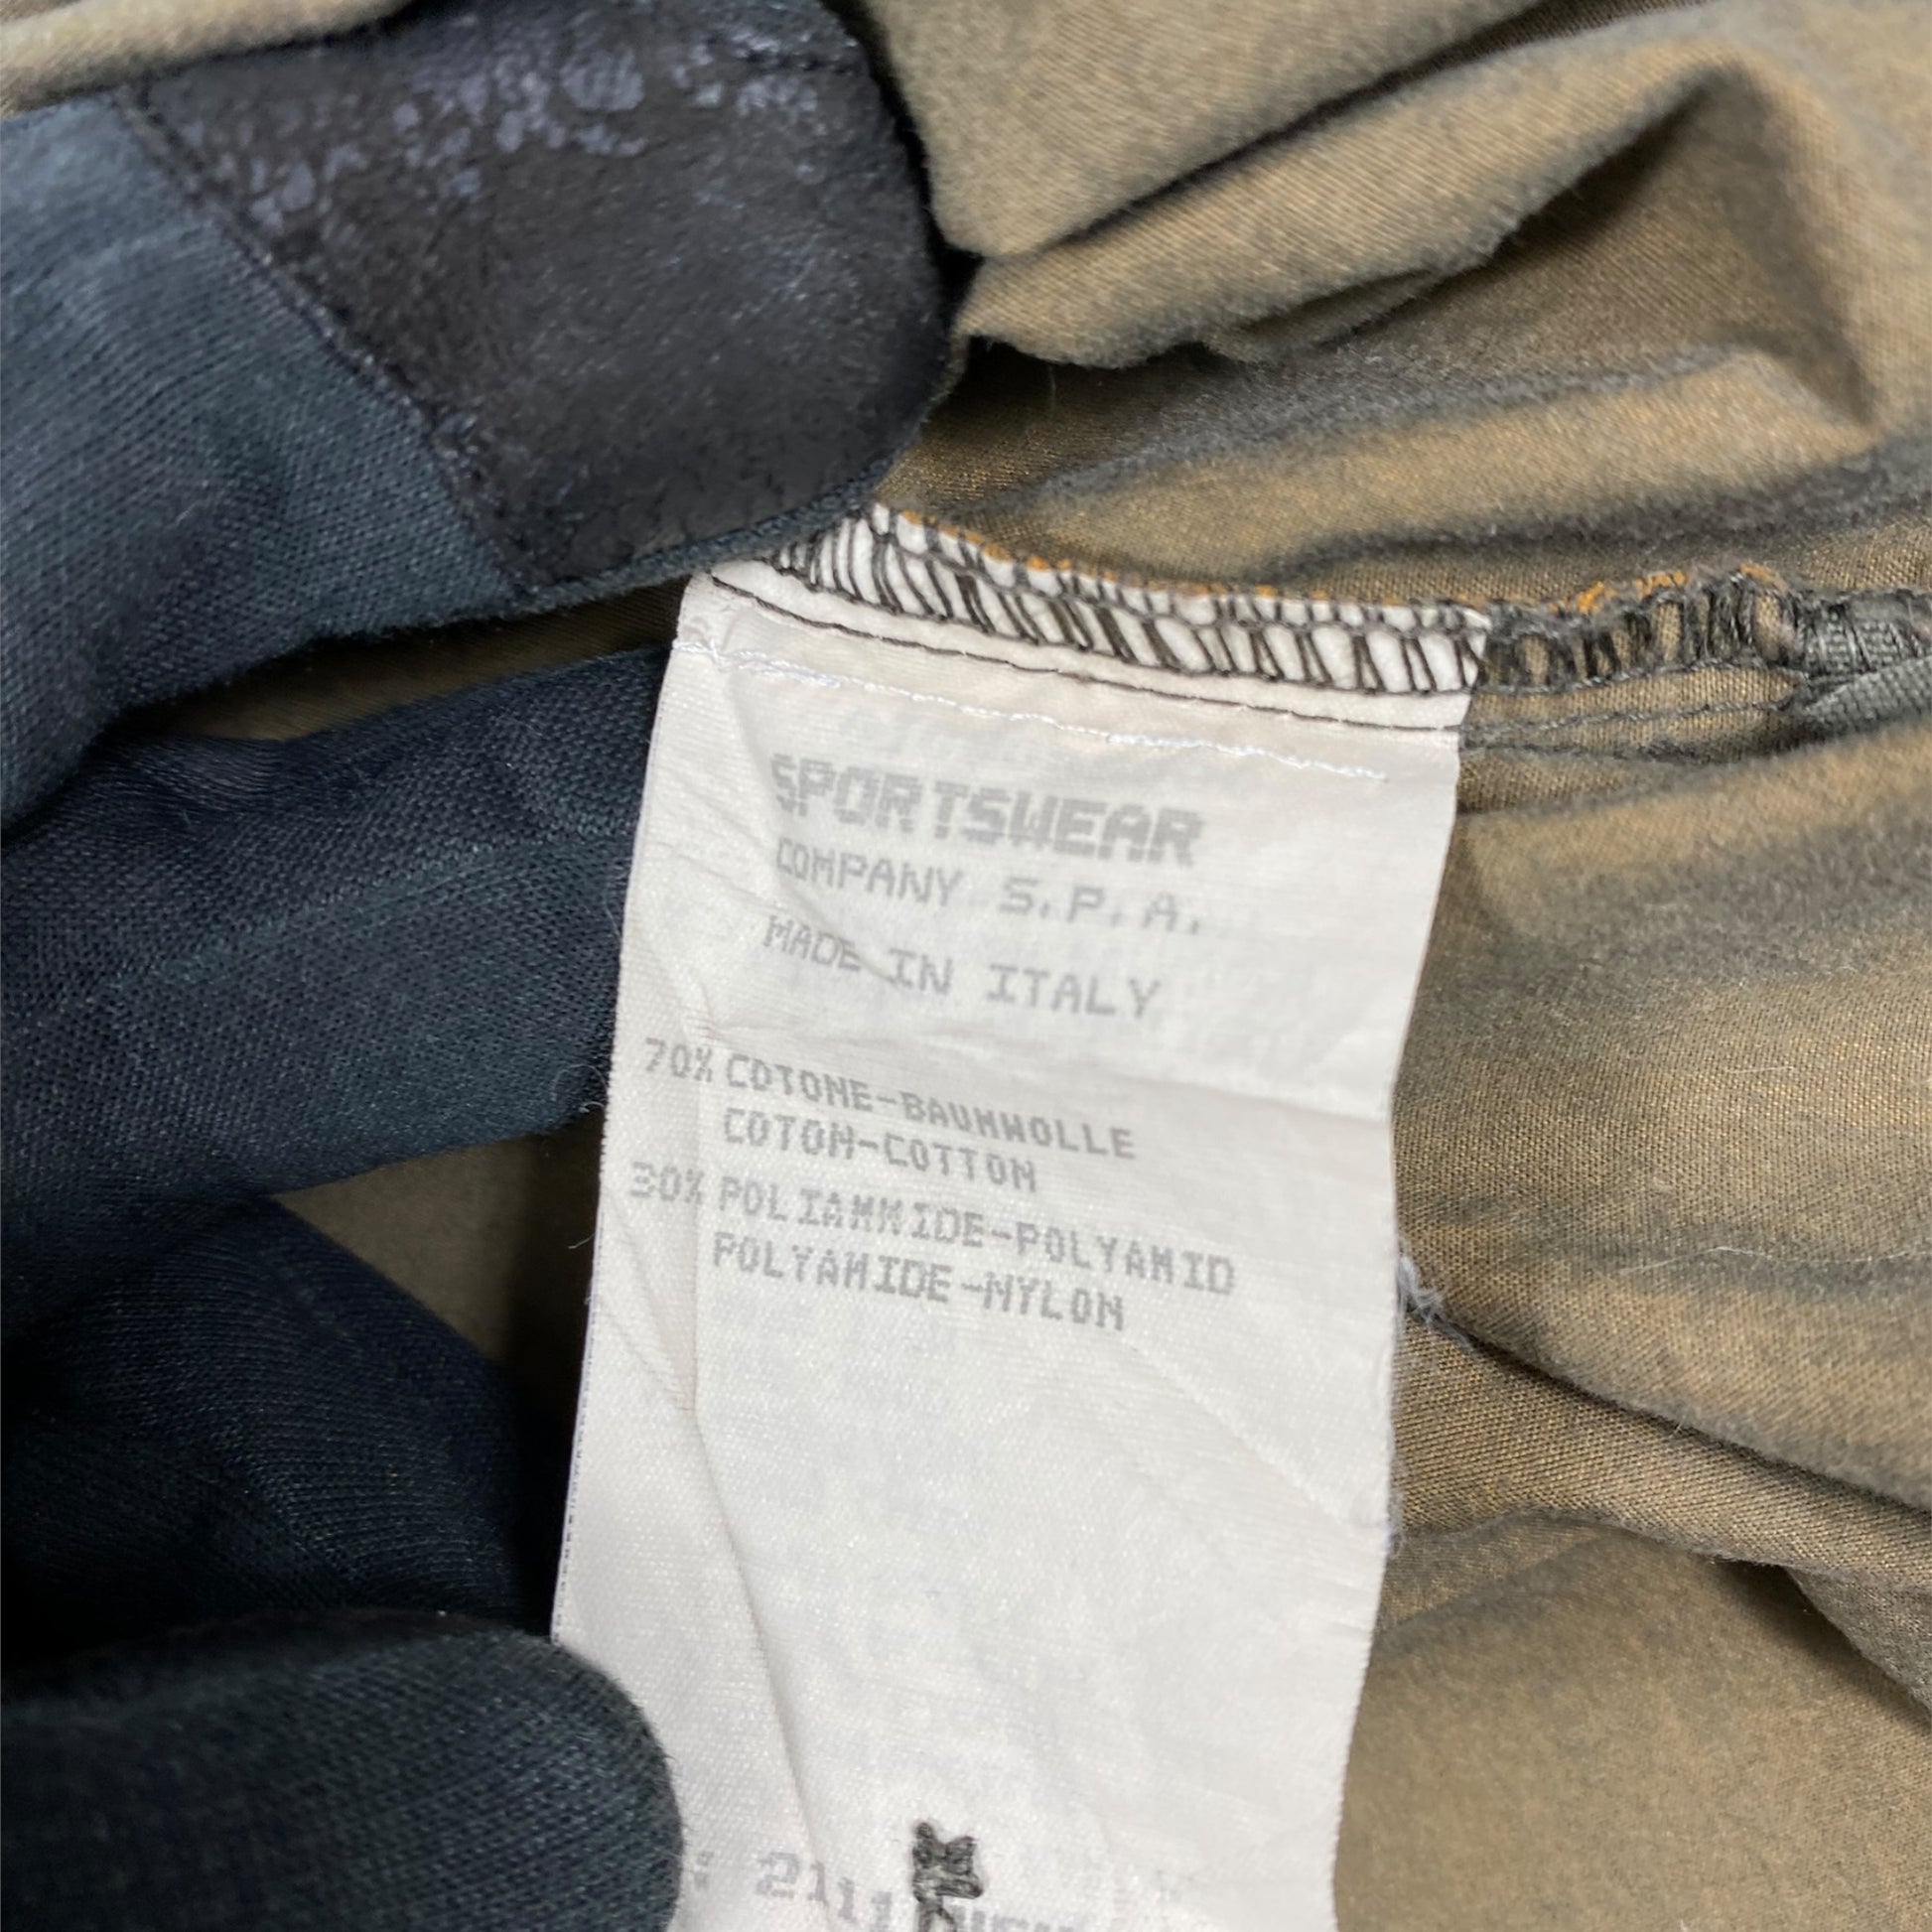 SPORTSWEAR
COMPANY S.P.A.
MADE IN ITALY
70% COTONE-BAUMWOLLE
COTON-COTTON
30% POLIAMMIDE-POLYAMID
POLYAMIDE-NYLON